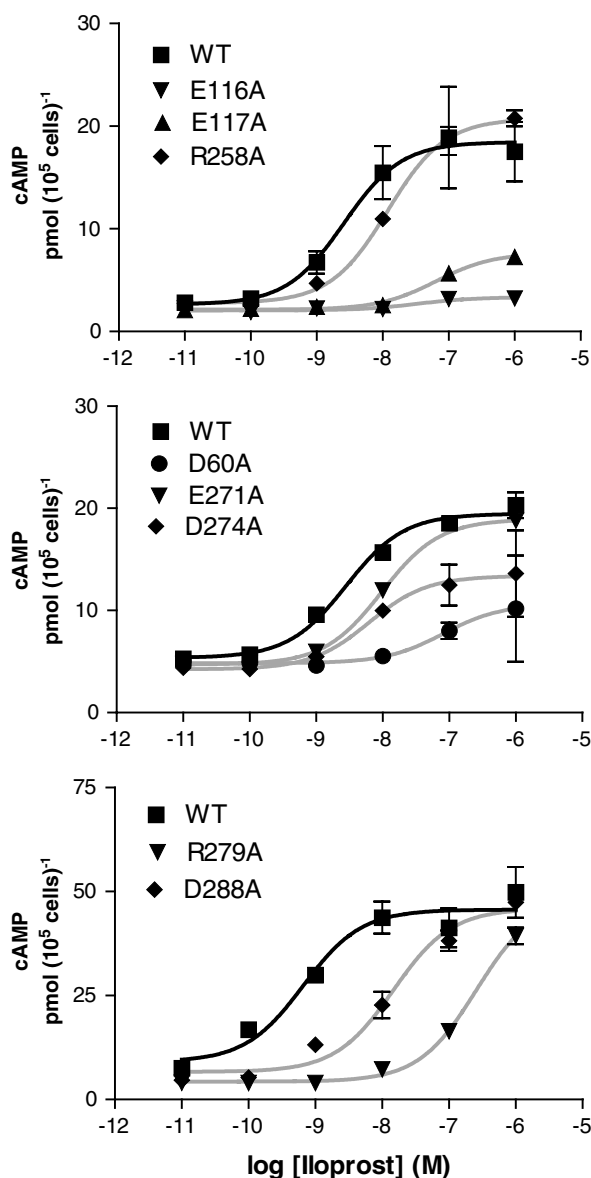 30
WT
E116A
E117A
R258A
20
10
0
cAMP
pmol (10⁵ cells)⁻¹
-12 -11 -10 -9 -8 -7 -6 -5
30
WT
D60A
E271A
D274A
20
10
0
cAMP
pmol (10⁵ cells)⁻¹
-12 -11 -10 -9 -8 -7 -6 -5
75
WT
R279A
D288A
50
25
0
cAMP
pmol (10⁵ cells)⁻¹
-12 -11 -10 -9 -8 -7 -6 -5
log [Iloprost] (M)